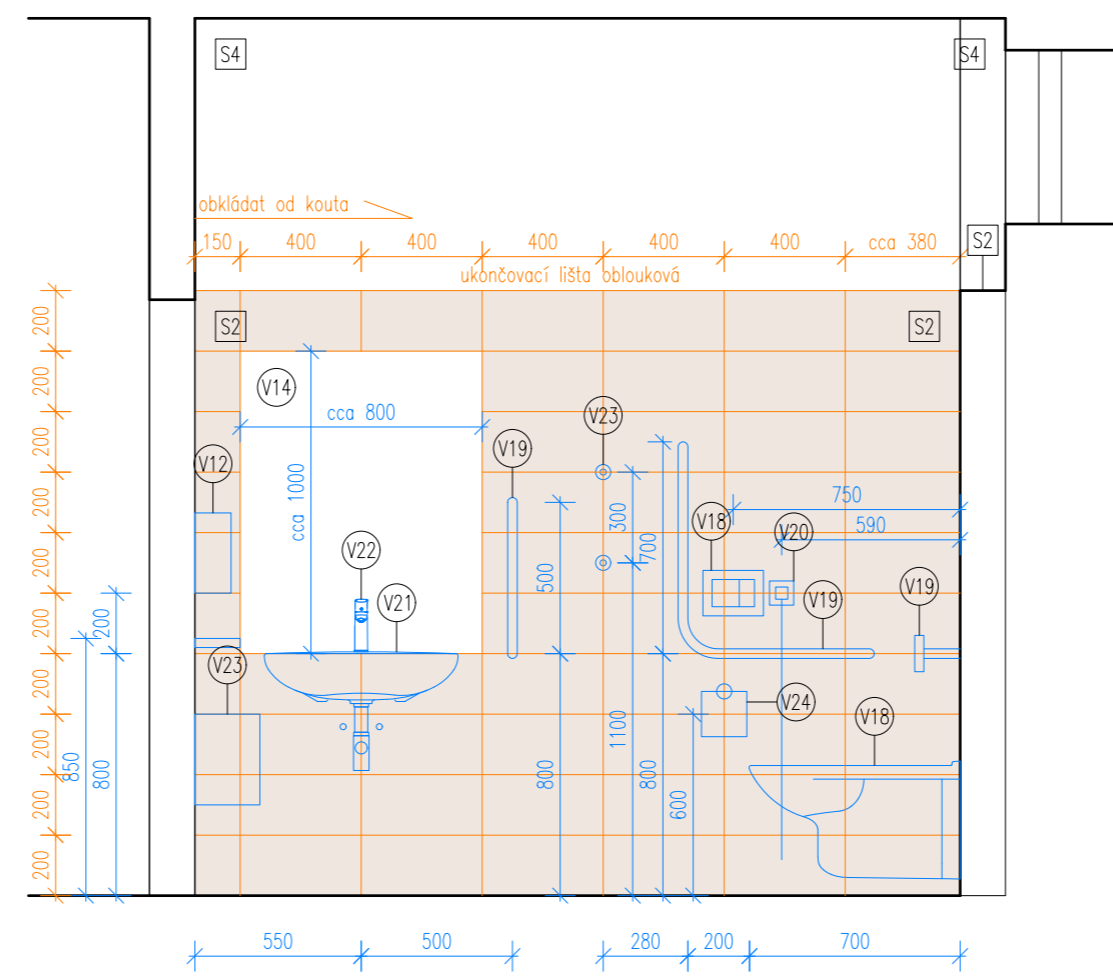 S4
S4
obkládat od kouta
150 400 400 400 400 400 cca 380
S2
ukončovací lišta oblouková
200
S2
S2
200
V14
cca 800
V23
200
V19
V12
200
cca 1000
300
700
750
V18
V20
590
V22
500
200
V21
V19
V19
200
200
V23
200
V24
1100
V18
850
800
800
800
600
200
200
200
550 500 280 200 700